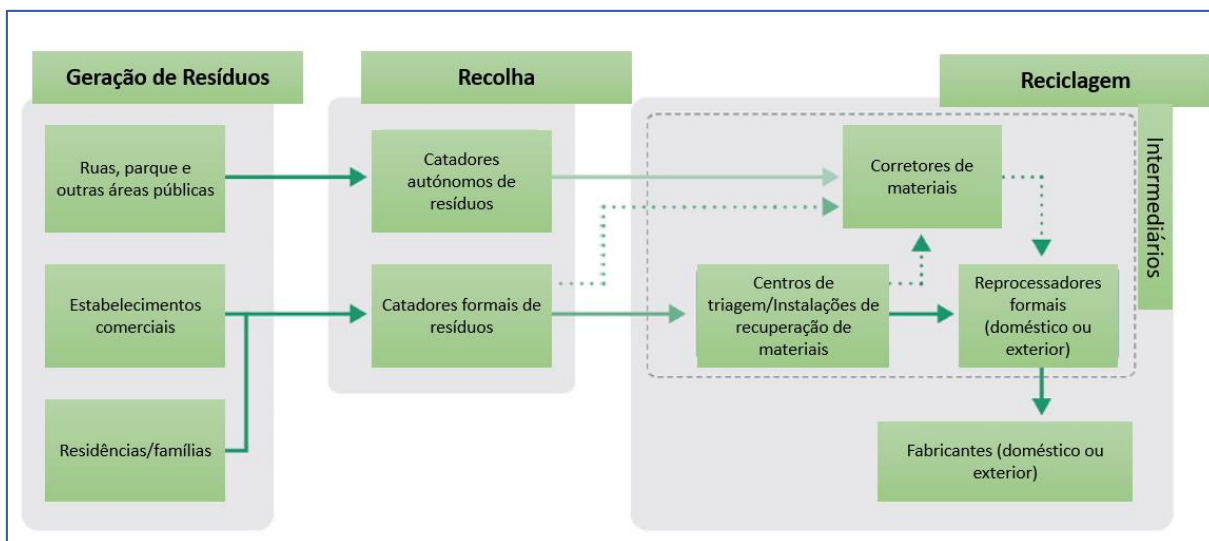 Geração de Resíduos
Recolha
Reciclagem
Intermediários
Ruas, parque e
outras áreas públicas
Catadores
autónomos de
resíduos
Corretores de
materiais
Estabelecimentos
comerciais
Catadores formais de
resíduos
Centros de
triagem/Instalações de
recuperação de
materiais
Reprocessadores
formais
(doméstico ou
exterior)
Residências/famílias
Fabricantes (doméstico ou
exterior)